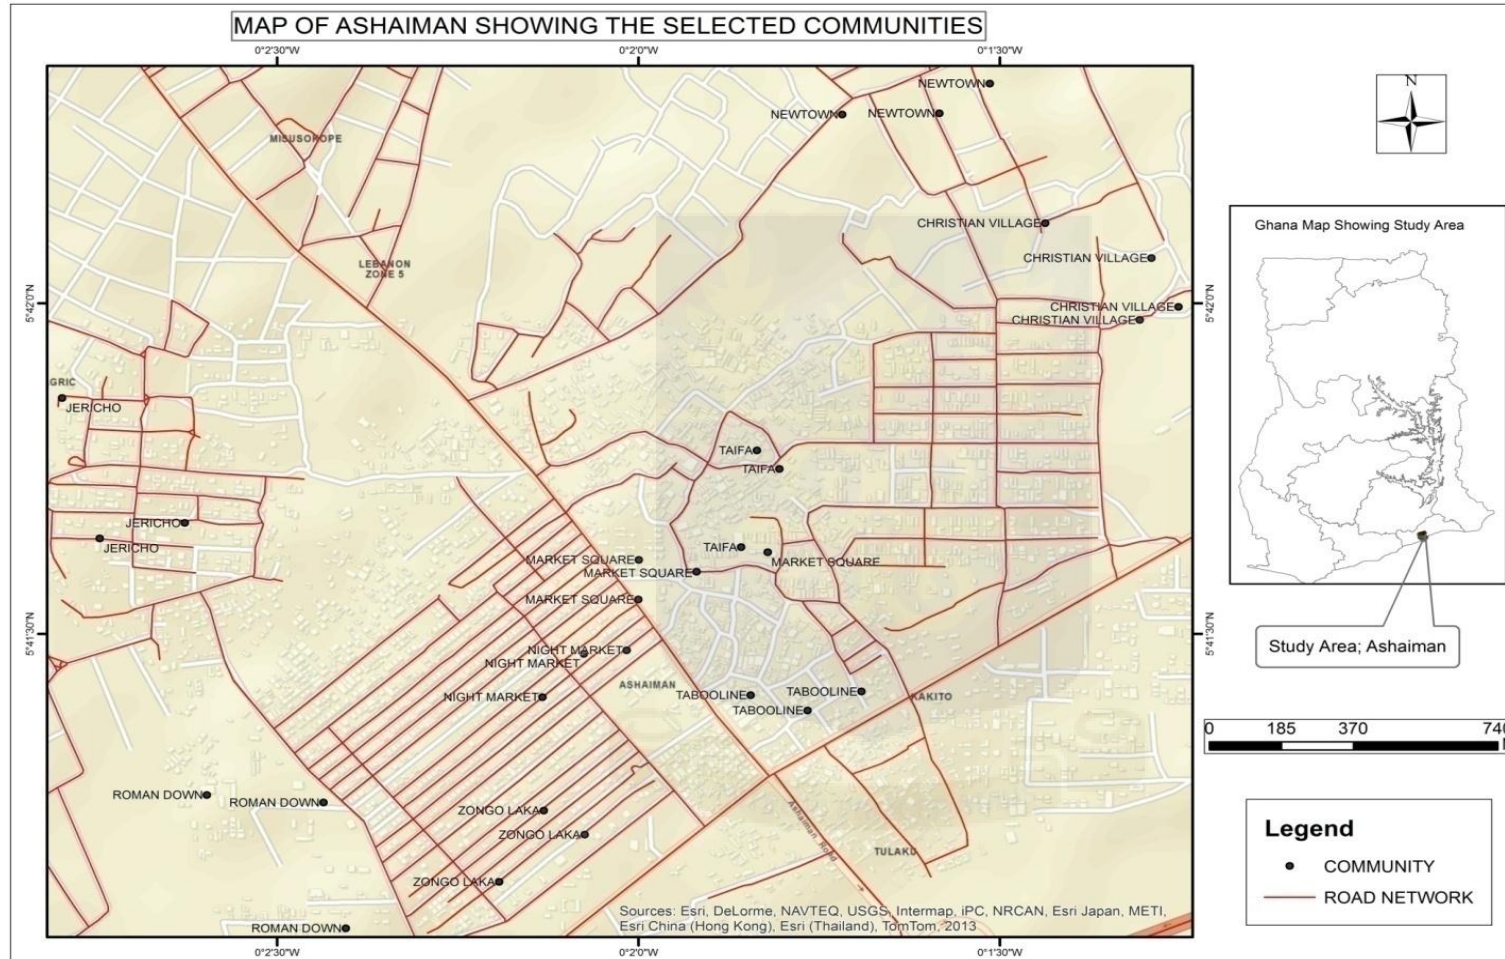 MAP OF ASHAIMAN SHOWING THE SELECTED COMMUNITIES
0°2'30"W
0°2'0"W
0°1'30"W
N
NEWTOWN
NEWTOWN
NEWTOWN
MISUSOKOPE
CHRISTIAN VILLAGE
Ghana Map Showing Study Area
CHRISTIAN VILLAGE
LEBANON
ZONE 5
5°42'0"N
CHRISTIAN VILLAGE
5°42'0"N
CHRISTIAN VILLAGE
GRIC
JERICHO
TAIFA
TAIFA
JERICHO
JERICHO
TAIFA
MARKET SQUARE
MARKET SQUARE
MARKET SQUARE
MARKET SQUARE
5°41'30"N
5°41'30"N
Study Area; Ashaiman
NIGHT MARKET
NIGHT MARKET
ASHAIMAN
NIGHT MARKET
TABOOLINE
TABOOLINE
KAKITO
TABOOLINE
0 185 370 740
ROMAN DOWN
ROMAN DOWN
ZONGO LAKA
ZONGO LAKA
Ashaiman Road
TULAKU
ZONGO LAKA
ROMAN DOWN
Legend
COMMUNITY
ROAD NETWORK
Sources: Esri, DeLorme, NAVTEQ, USGS, Intermap, iPC, NRCAN, Esri Japan, METI,
Esri China (Hong Kong), Esri (Thailand), TomTom, 2013
0°2'30"W
0°2'0"W
0°1'30"W